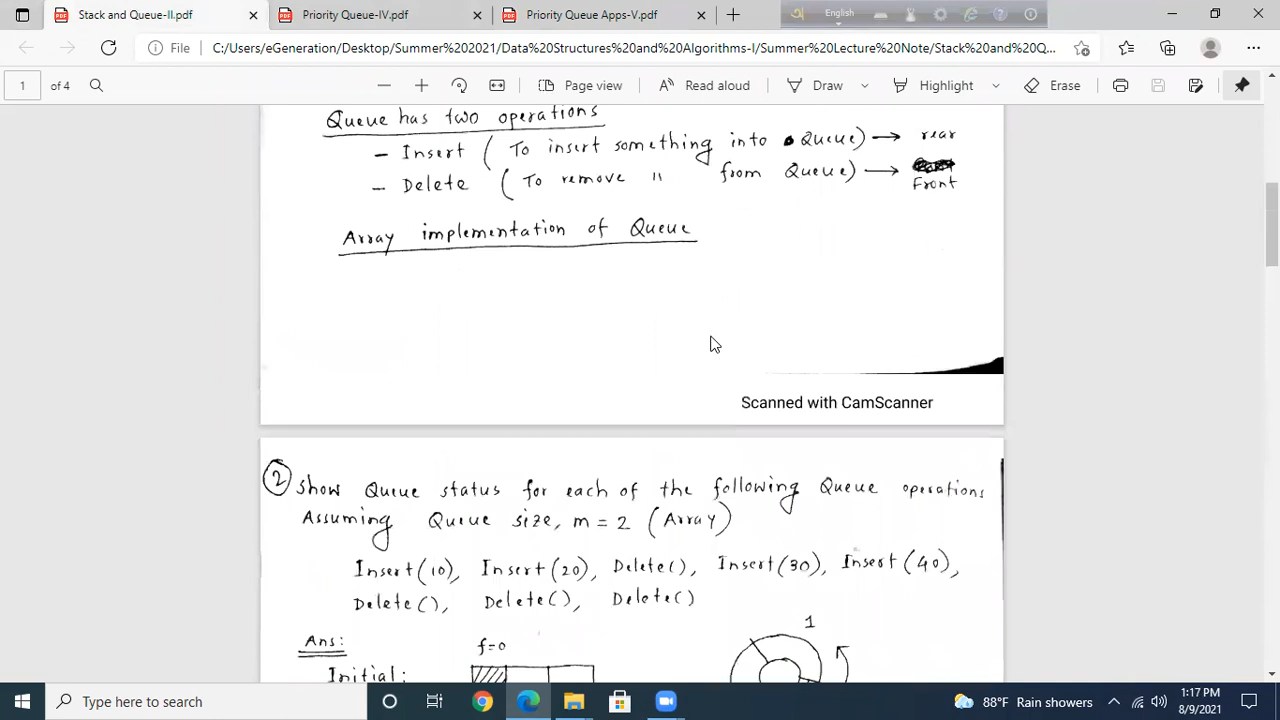 Stack and Qitque-II.pdf
Priority Queue-IV.pdf
Priority Queue Apps-V.pdf
English
File
C:/Users/eGeneration/Desktop/Summer%202021/Data%20Structures%20and%20Algorithms-I/Summer%20Lecture%20Note/Stack%20and%20Q...
1 of 4
Page view
Read aloud
Draw
Highlight
Erase
Queue has two operations
- Insert ( To insert something into Queue) → rear
- Delete ( To remove " from Queue) → Front
Array implementation of Queue
Scanned with CamScanner
2 Show Queue status for each of the following Queue operations
Assuming Queue size, m = 2 (Array)
Insert(10), Insert(20), Delete(), Insert(30), Insert(40),
Delete(), Delete(), Delete()
Ans:
f=0
1
Initial:
Type here to search
88°F Rain showers
1:17 PM
8/9/2021